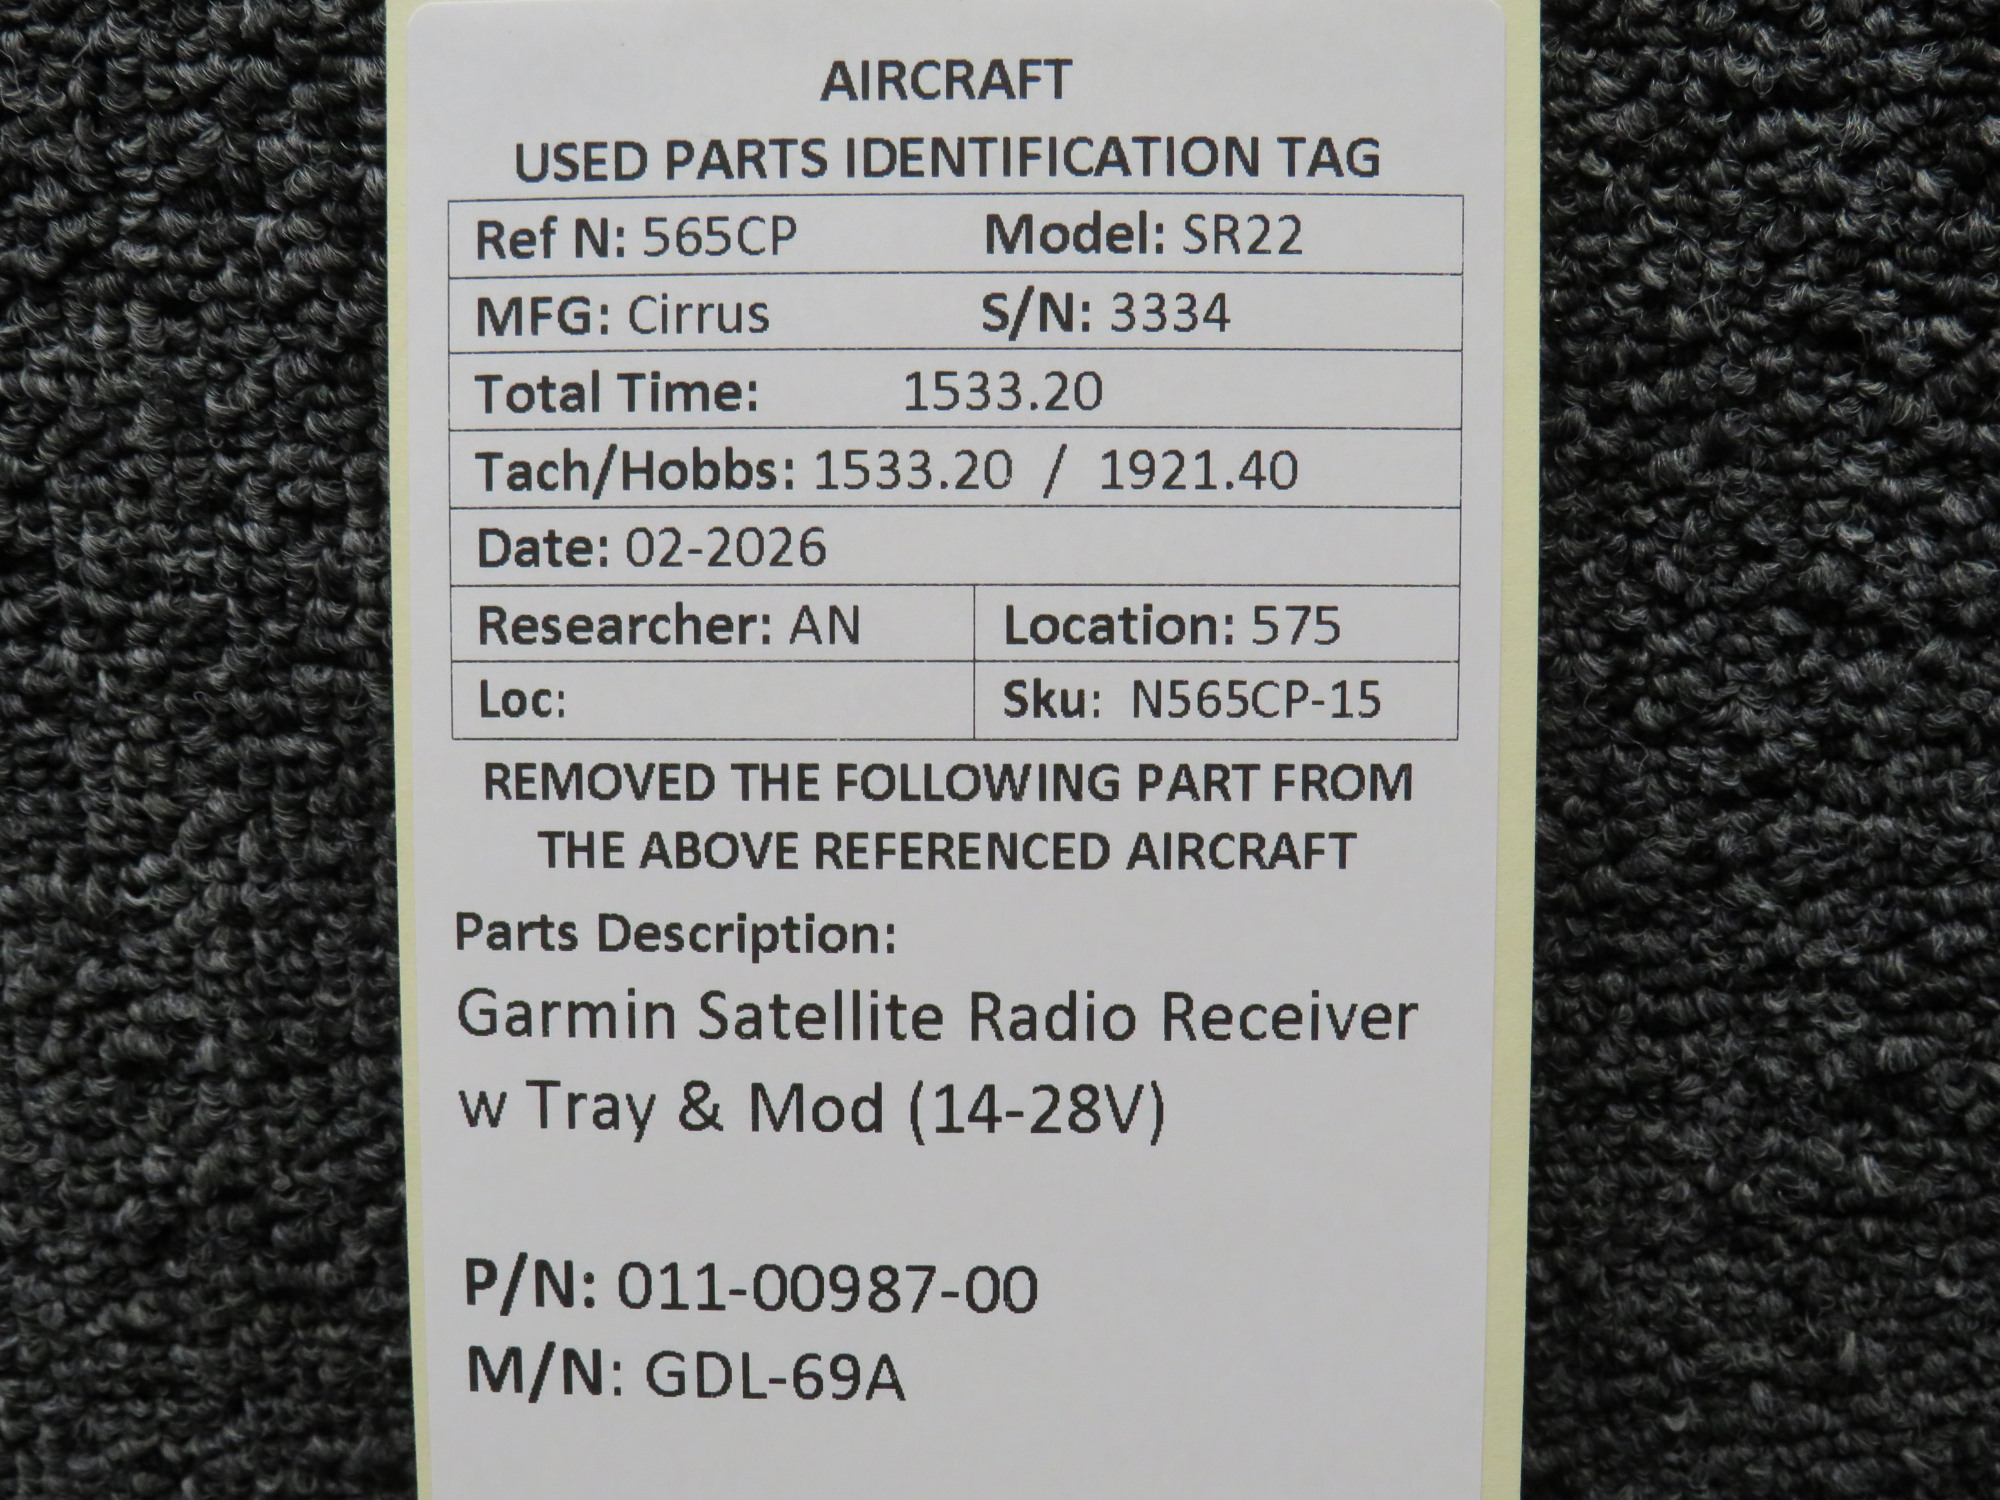 AIRCRAFT
USED PARTS IDENTIFICATION TAG
Ref N: 565CP Model: SR22
MFG: Cirrus S/N: 3334
Total Time: 1533.20
Tach/Hobbs: 1533.20 / 1921.40
Date: 02-2026
Researcher: AN Location: 575
Loc: Sku: N565CP-15
REMOVED THE FOLLOWING PART FROM
THE ABOVE REFERENCED AIRCRAFT
Parts Description:
Garmin Satellite Radio Receiver
w Tray & Mod (14-28V)
P/N: 011-00987-00
M/N: GDL-69A